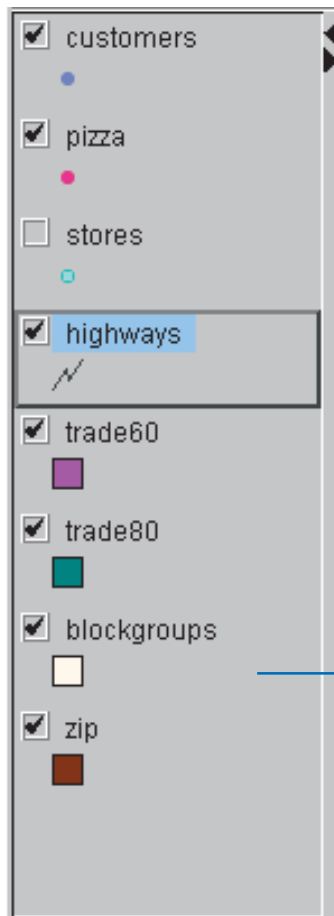 customers
pizza
stores
highways
trade60
trade80
blockgroups
zip